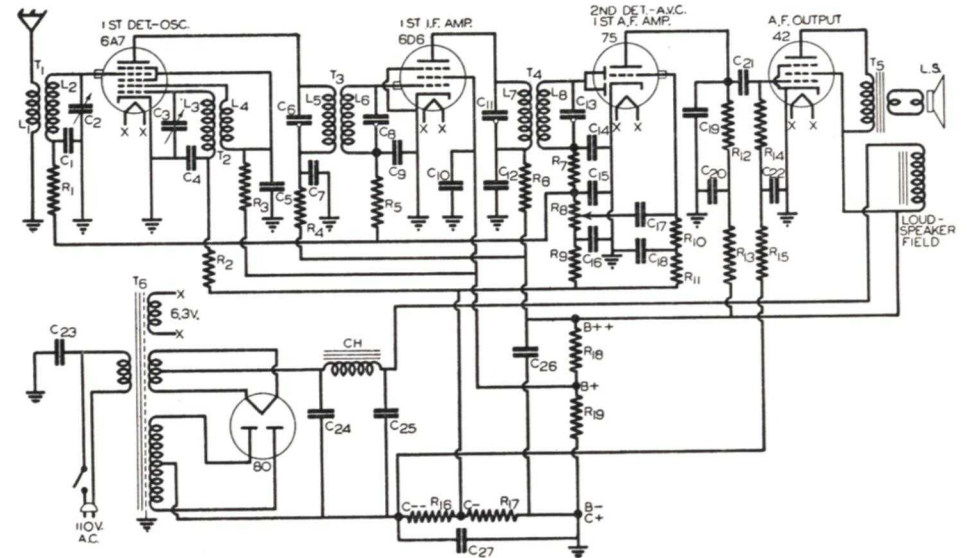 1ST DET.-OSC.
6A7
1ST I.F. AMP.
6D6
2ND DET.-A.V.C.
1ST A.F. AMP.
75
A.F. OUTPUT
42
T1
L1
L2
C2
C1
R1
X X
C3
L3
L4
T2
C4
R2
R3
C5
C6
L5
T3
L6
C7
R4
C8
C9
R5
X X
C10
C11
L7
T4
L8
C12
R6
C13
C14
R7
C15
R8
R9
C16
X X
C17
C18
R10
R11
C19
C20
C21
R12
R13
R14
C22
R15
X X
T5
L.S.
LOUD-
SPEAKER
FIELD
C23
110V.
A.C.
T6
X
6.3V.
X
80
CH
C24
C25
C26
B++
R18
B+
R19
C--
R16
C-
R17
B-
C+
C27